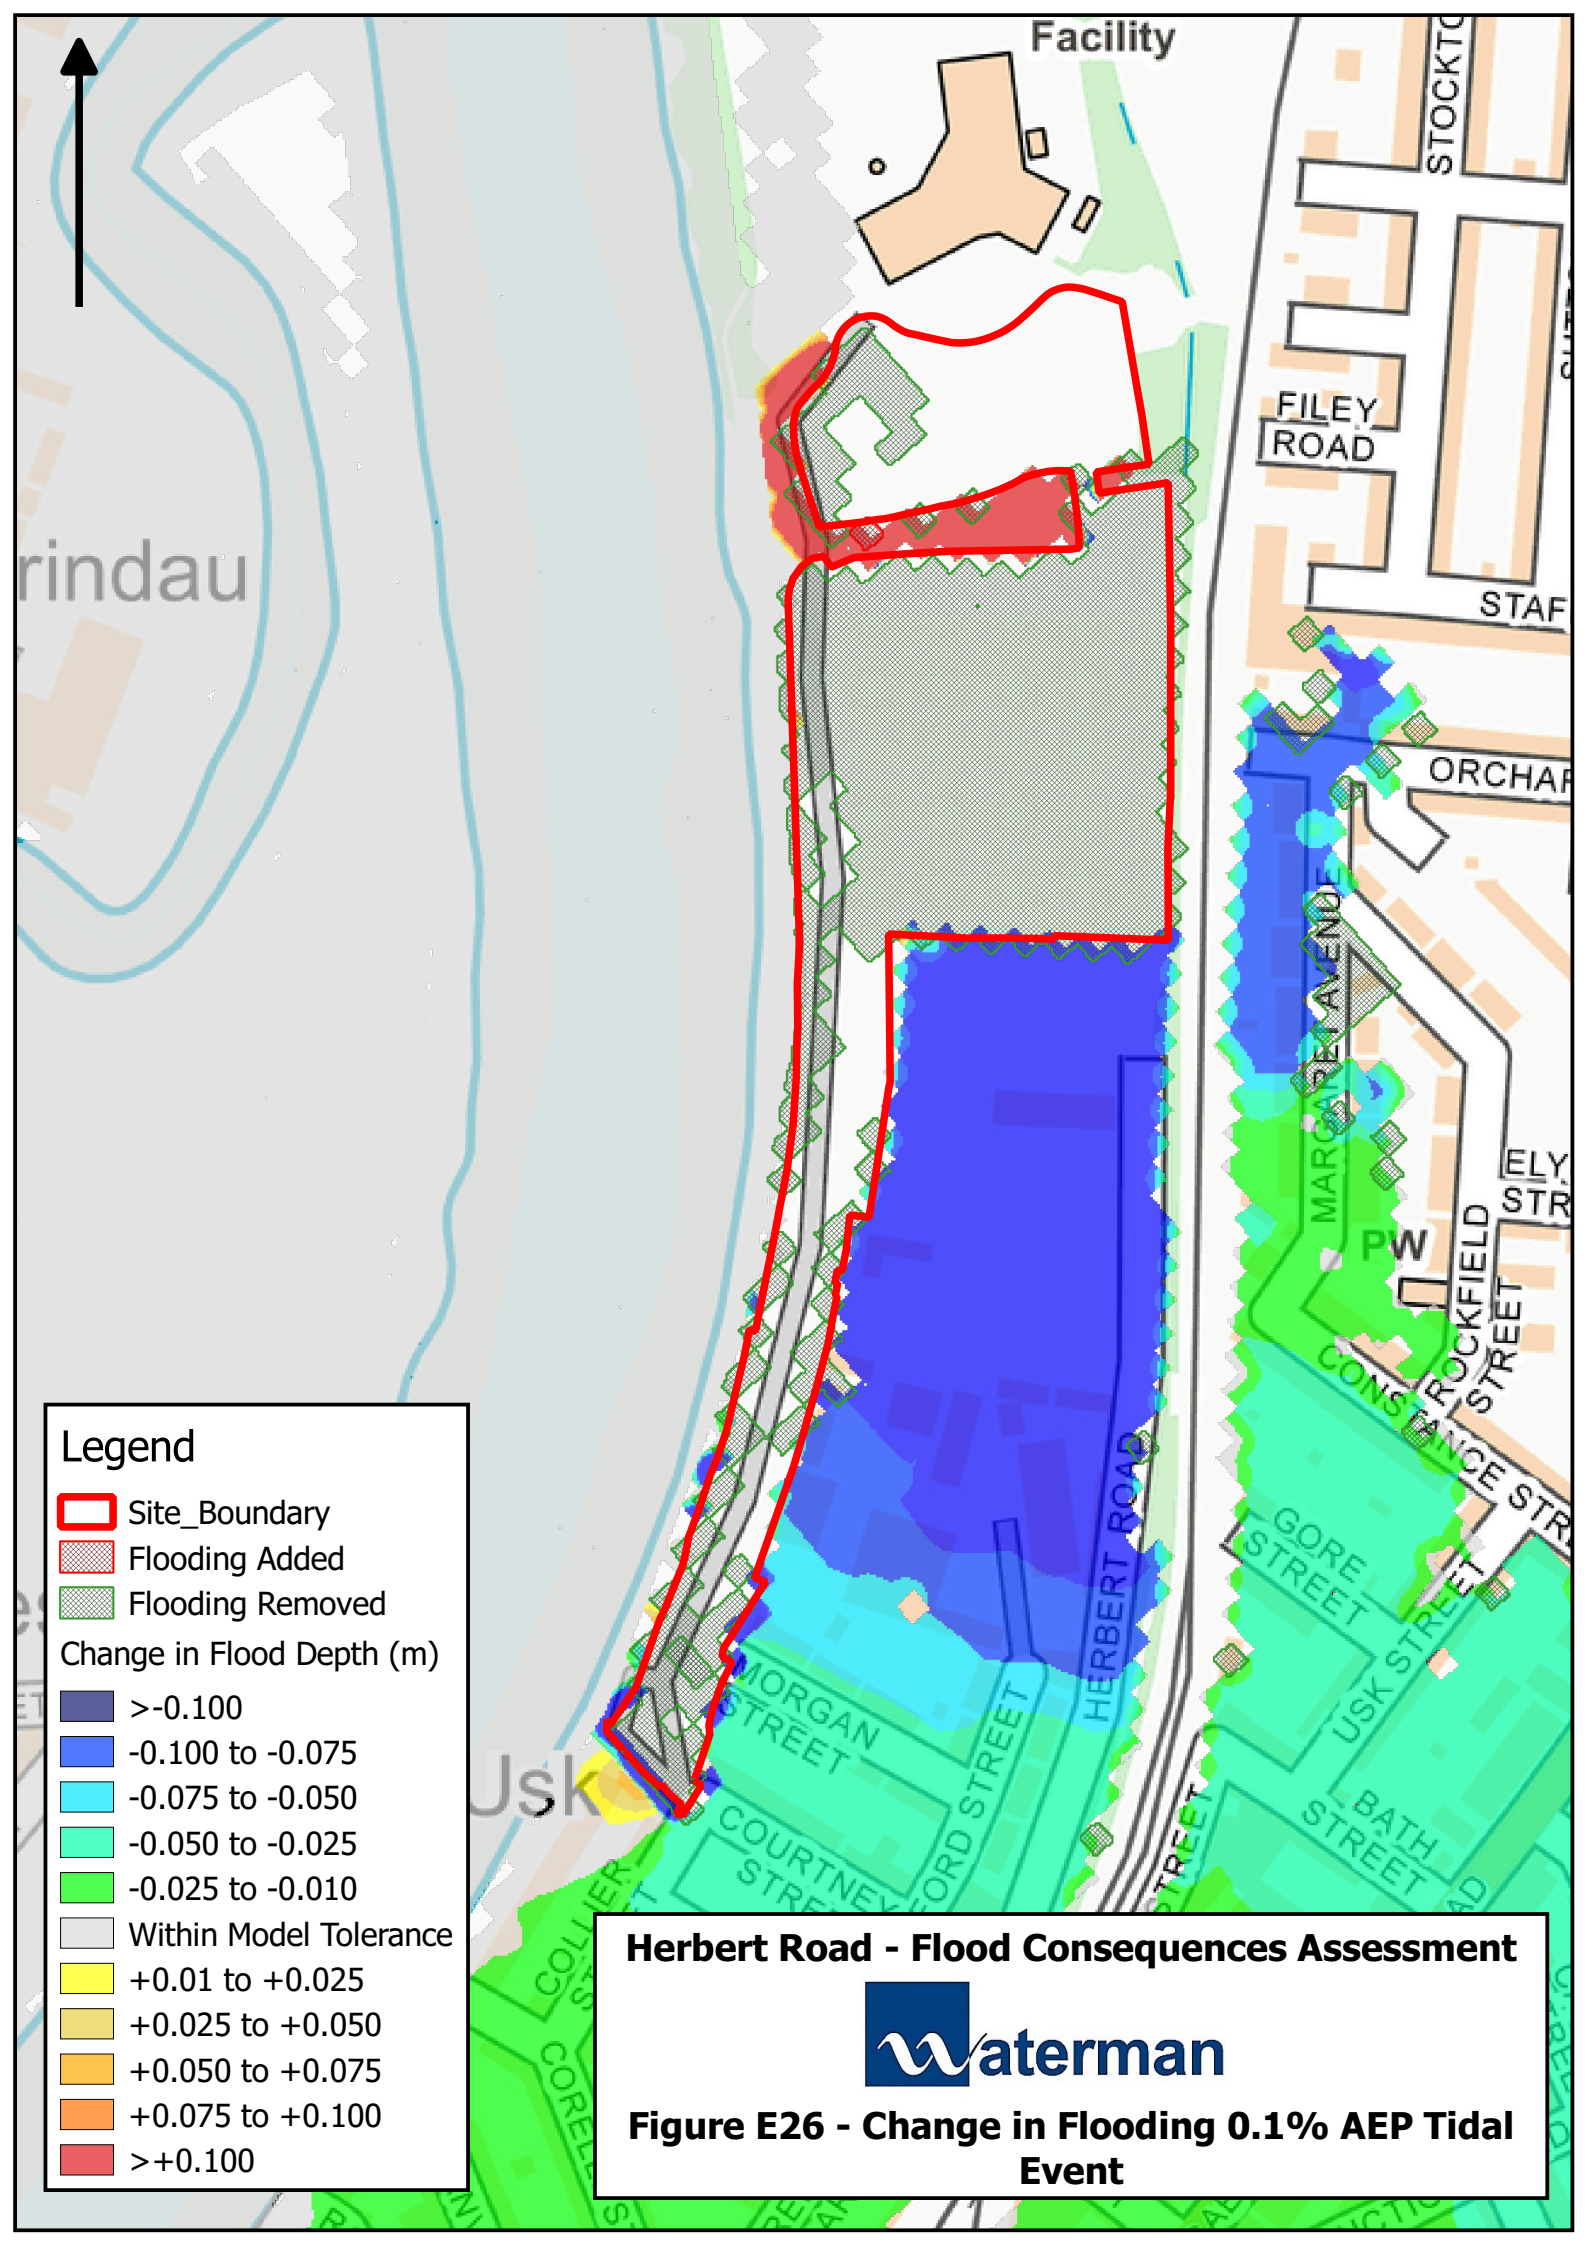 Facility
STOCKTO
FILEY
ROAD
STAF
rindau
ORCHAR
MARGARET AVENUE
ELY
STR
PW
ROCKFIELD
STREET
CONSTANCE STR
GORE
STREET
USK STREET
HERBERT ROAD
MORGAN
STREET
Usk
COURTNEY
STRE
FORD STREET
STREET
BATH
STREET
COLLIER
Legend
Site_Boundary
Flooding Added
Flooding Removed
Change in Flood Depth (m)
>-0.100
-0.100 to -0.075
-0.075 to -0.050
-0.050 to -0.025
-0.025 to -0.010
Within Model Tolerance
+0.01 to +0.025
+0.025 to +0.050
+0.050 to +0.075
+0.075 to +0.100
>+0.100
Herbert Road - Flood Consequences Assessment
Waterman
Figure E26 - Change in Flooding 0.1% AEP Tidal
Event